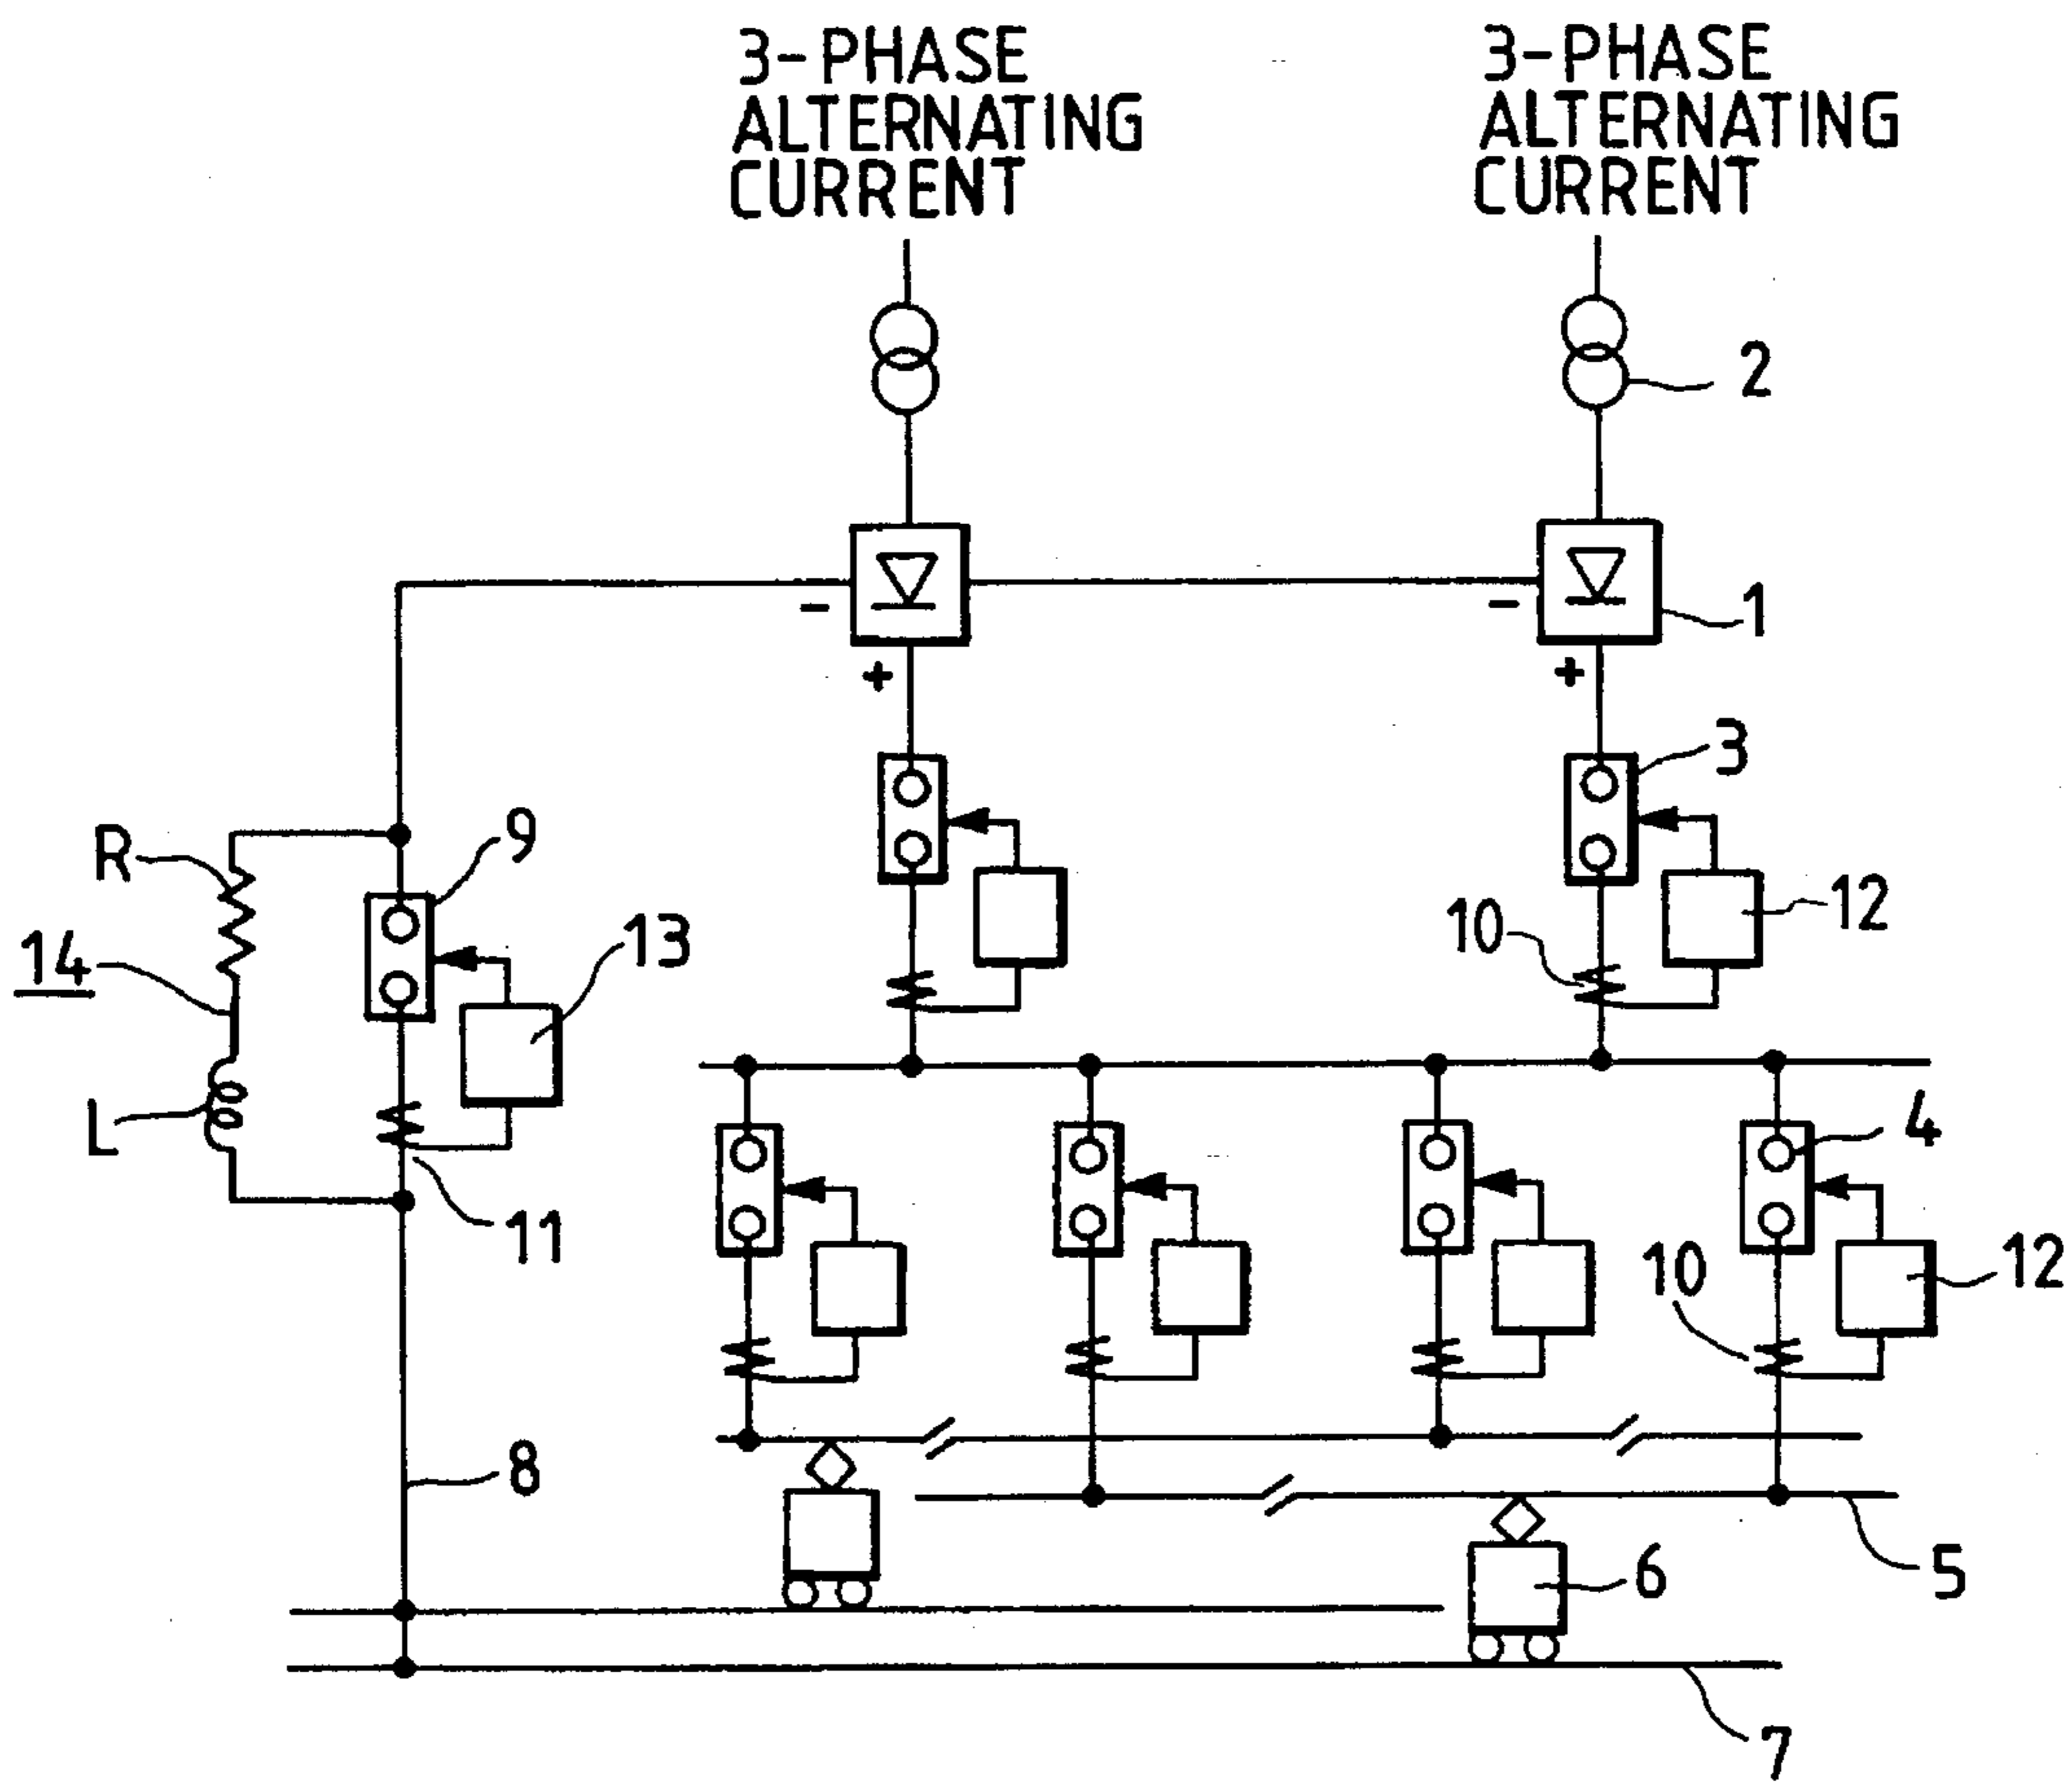 3-PHASE
ALTERNATING
CURRENT
3-PHASE
ALTERNATING
CURRENT
2
-
-
1
+
+
3
R
9
12
10
13
14
L
4
11
10
12
8
6
5
7